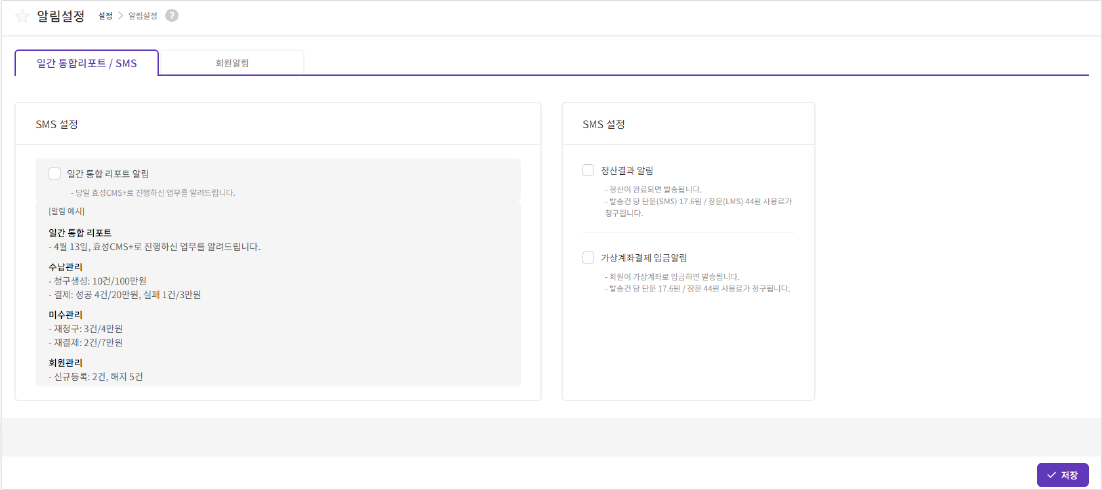 알림설정 설정 > 알림설정 ?
일간 통합리포트 / SMS 회원알림
SMS 설정
일간 통합 리포트 알림
- 당일 효성CMS+로 진행하신 업무를 알려드립니다.
[알림 예시]
일간 통합 리포트
- 4월 13일, 효성CMS+로 진행하신 업무를 알려드립니다.
수납관리
- 청구생성: 10건/100만원
- 결제: 성공 4건/20만원, 실패 1건/3만원
미수관리
- 재청구: 3건/4만원
- 재결제: 2건/7만원
회원관리
- 신규등록: 2건, 해지 5건
SMS 설정
정산결과 알림
- 정산이 완료되면 발송됩니다.
- 발송건 당 단문(SMS) 17.6원 / 장문(LMS) 44원 사용료가
청구됩니다.
가상계좌결제 입금알림
- 회원이 가상계좌로 입금하면 발송됩니다.
- 발송건 당 단문 17.6원 / 장문 44원 사용료가 청구됩니다.
저장